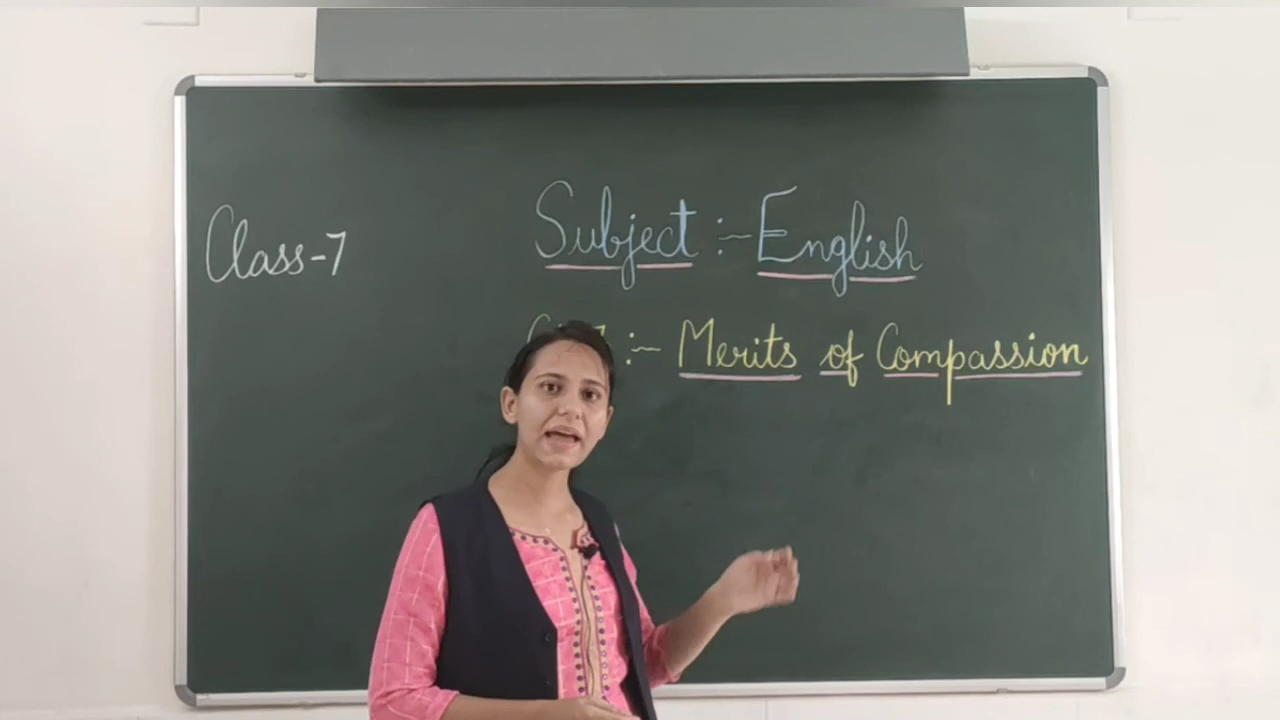 Class-7
Subject :- English
:- Merits of Compassion